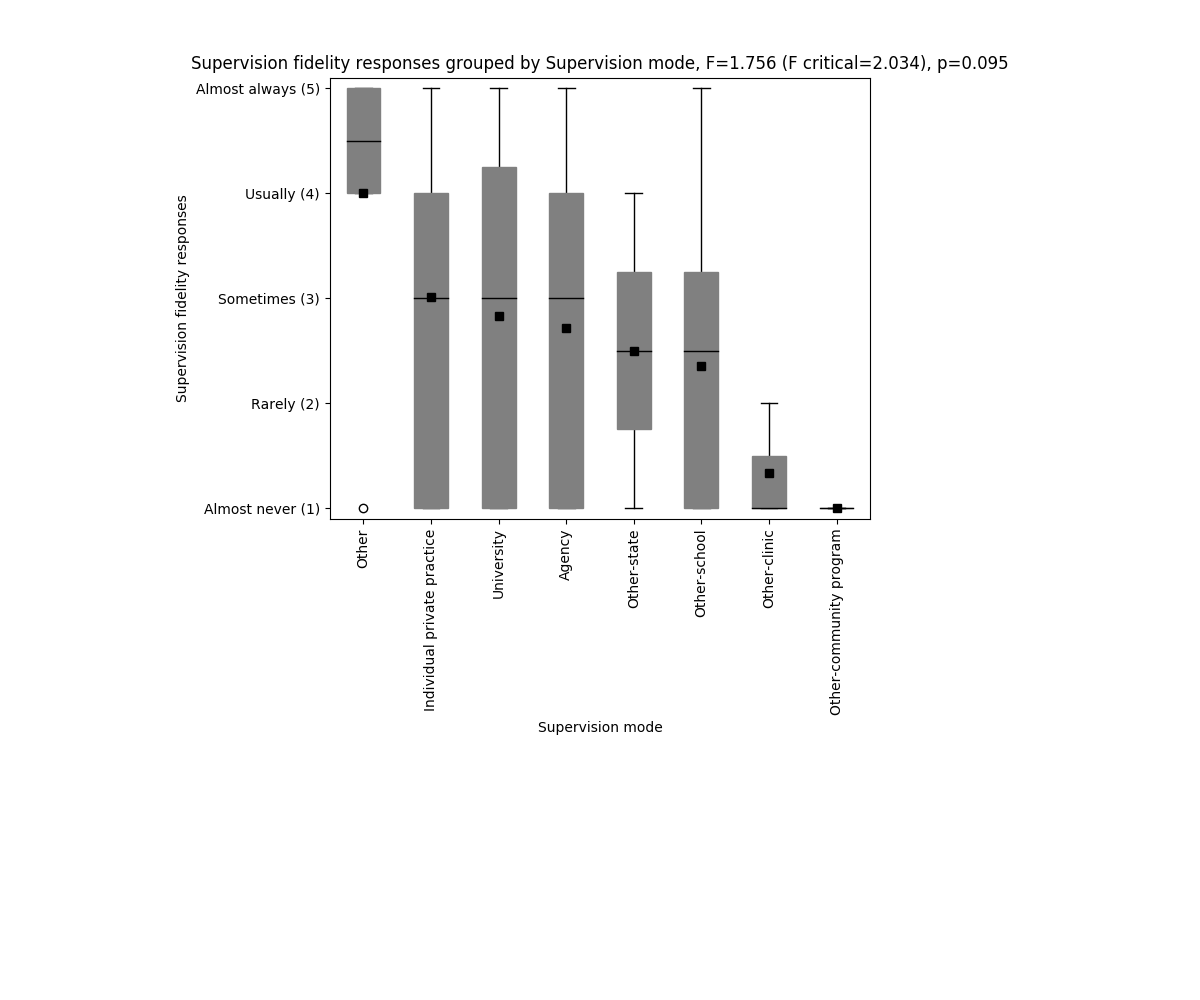 Supervision fidelity responses grouped by Supervision mode, F=1.756 (F critical=2.034), p=0.095
Supervision fidelity responses
Almost always (5)
Usually (4)
Sometimes (3)
Rarely (2)
Almost never (1)
Other
Individual private practice
University
Agency
Other-state
Other-school
Other-clinic
Other-community program
Supervision mode